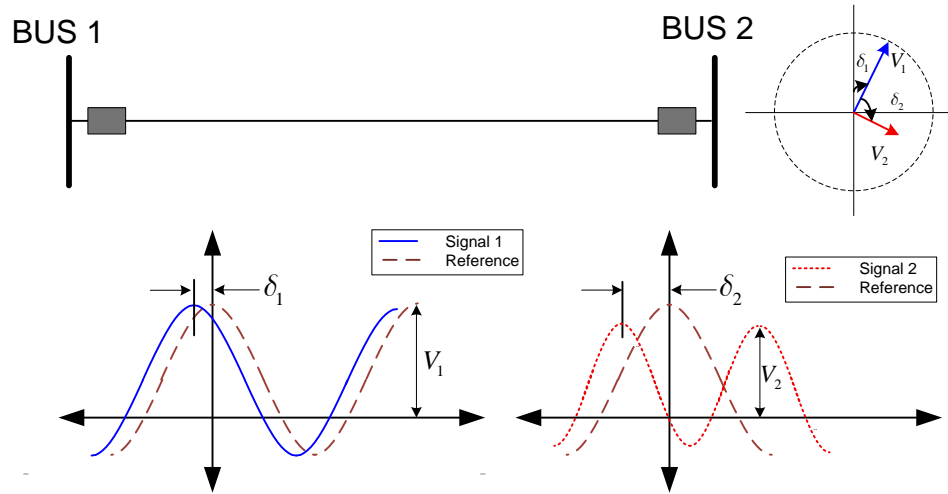 BUS 1
BUS 2
δ₁
V₁
δ₂
V₂
Signal 1
Reference
δ₁
V₁
Signal 2
Reference
δ₂
V₂